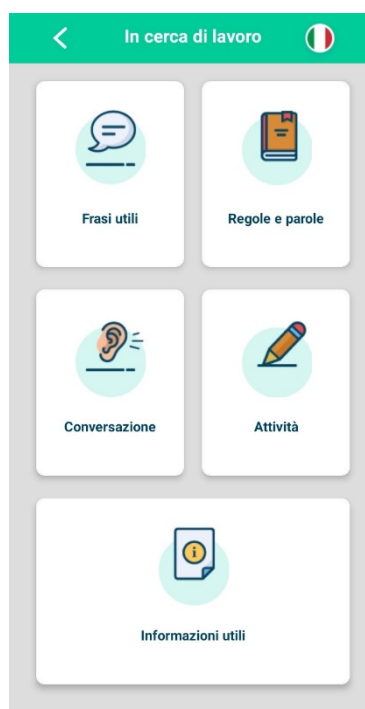 In cerca di lavoro
Frasi utili
Regole e parole
Conversazione
Attività
Informazioni utili